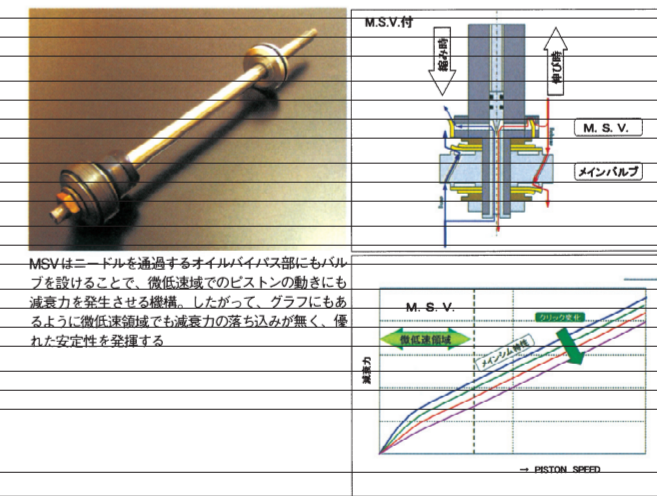 M.S.V.付
縮み時
伸び時
M. S. V.
メインバルブ
MSVはニードルを通過するオイルバイパス部にもバル
ブを設けることで、微低速域でのピストンの動きにも
減衰力を発生させる機構。したがって、グラフにもあ
るように微低速領域でも減衰力の落ち込みが無く、優
れた安定性を発揮する
M. S. V.
クリック変化
微低速領域
メインシム特性
減衰力
→ PISTON SPEED